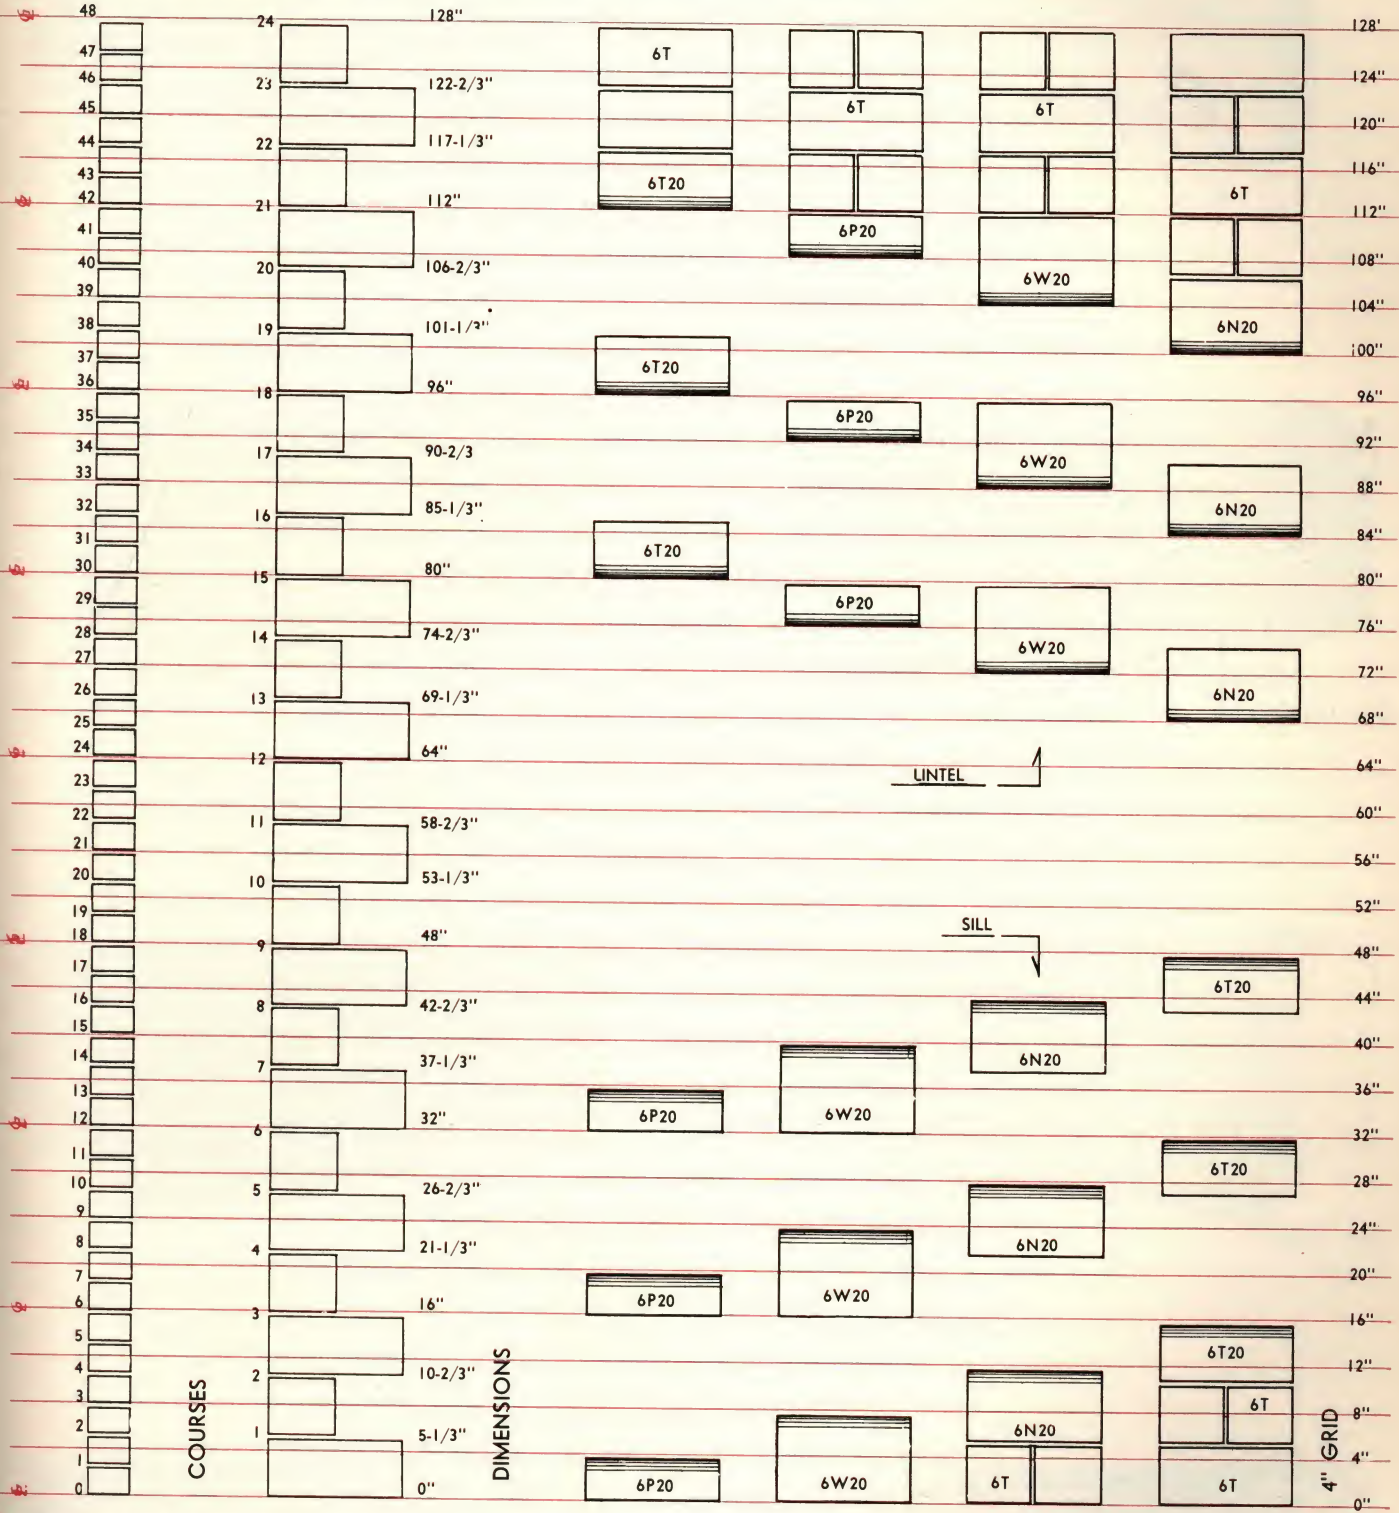 48 24 128" 128'
47 6T
46 23 122-2/3" 124"
45 6T 6T
44 22 117-1/3" 120"
43 116"
42 6T20 6T
21 112" 112"
41 6P20
40 20 106-2/3" 108"
39 6W20
38 19 101-1/3" 104"
6N20
37 100"
36 6T20
18 96" 96"
35 6P20
34 17 90-2/3 92"
33 6W20
32 16 85-1/3" 88"
6N20
31 84"
30 6T20
15 80" 80"
29 6P20
28 14 74-2/3" 76"
27 6W20 72"
26 13 69-1/3" 6N20
25 68"
24 12 64" 64"
23 LINTEL
22 11 58-2/3" 60"
21 56"
20 10 53-1/3"
19 52"
18 9 48" SILL 48"
17 6T20
16 8 42-2/3" 44"
15 40"
14 7 37-1/3" 6N20
13 36"
12 6 32" 6P20 6W20 32"
11 6T20
10 5 26-2/3" 28"
9 24"
8 4 21-1/3" 6N20
7 20"
6 3 16" 6P20 6W20 16"
5 6T20
4 2 10-2/3" 12"
3 6T
2 1 5-1/3" 6N20 8"
1 4"
0 0" 6P20 6W20 6T 6T 0"
COURSES
DIMENSIONS
4" GRID